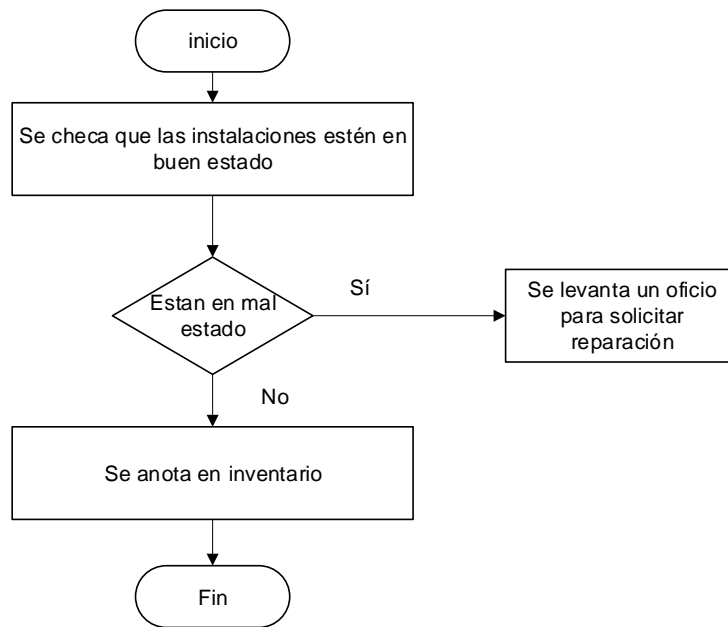 inicio
Se checa que las instalaciones estén en
buen estado
Estan en mal
estado
Sí
Se levanta un oficio
para solicitar
reparación
No
Se anota en inventario
Fin